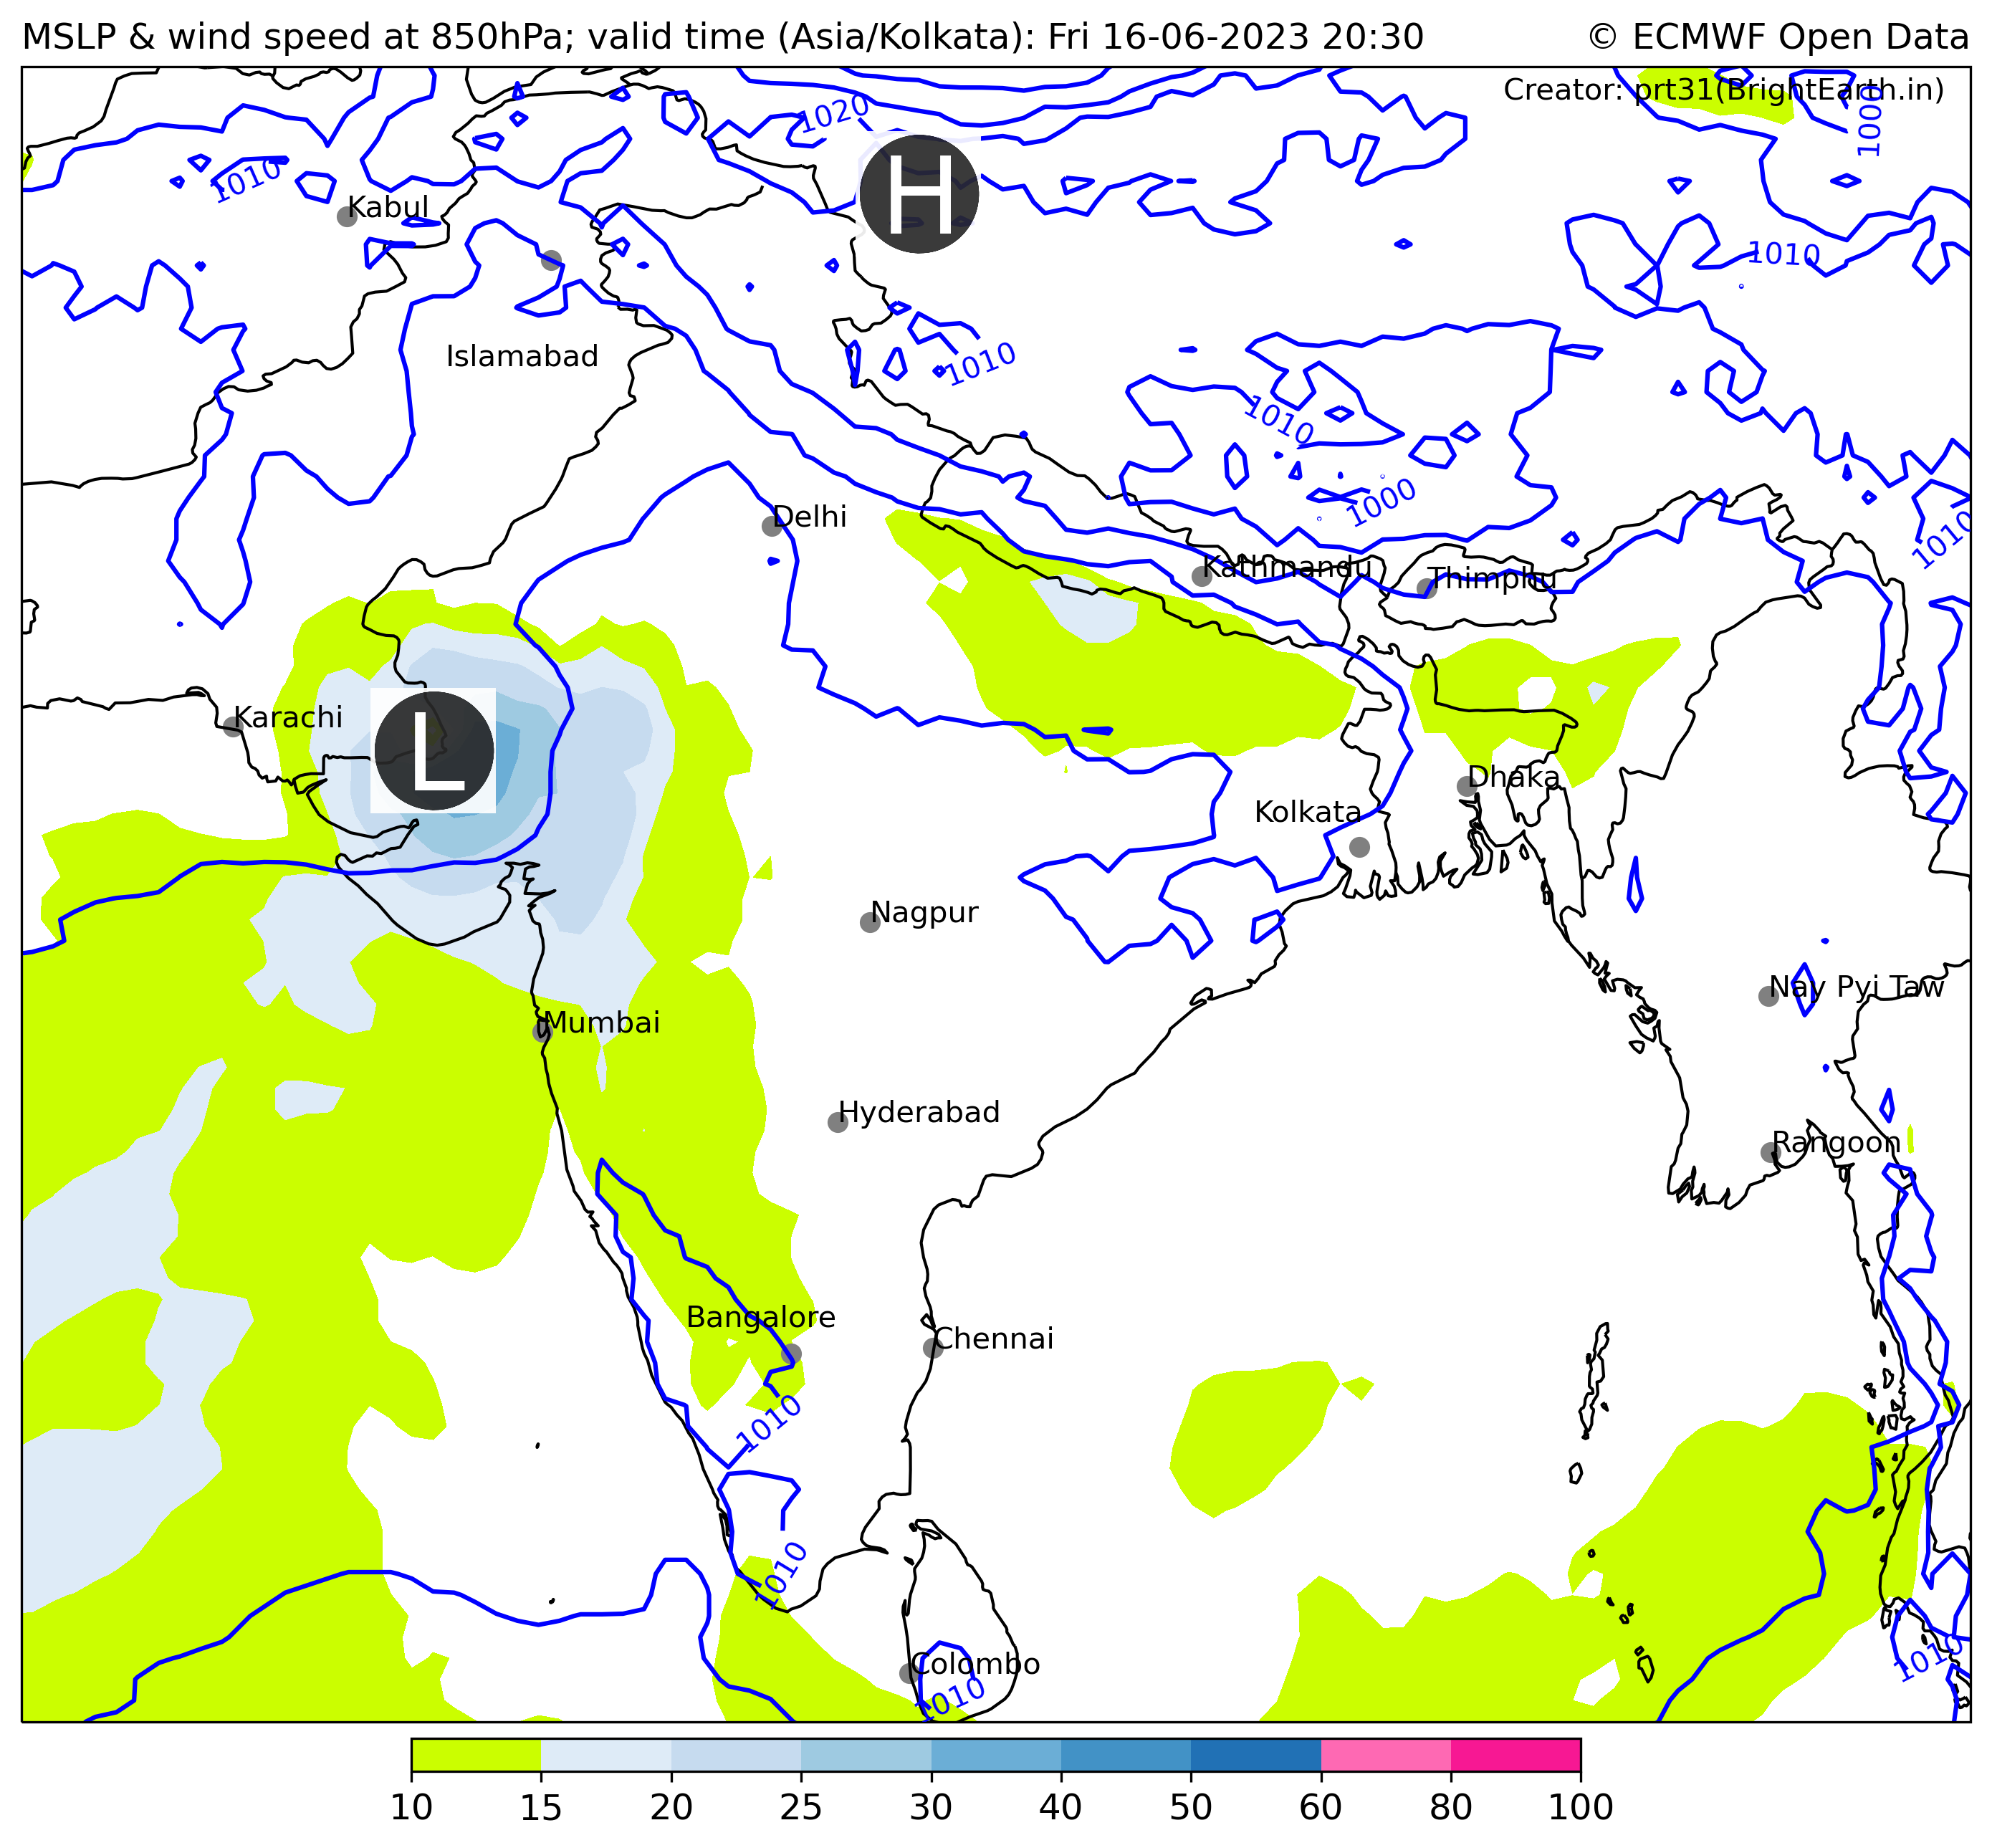 MSLP & wind speed at 850hPa; valid time (Asia/Kolkata): Fri 16-06-2023 20:30
© ECMWF Open Data
Creator: prt31(BrightEarth.in)
1020
1000
H
1010
Kabul
1010
Islamabad
1010
1010
1000
Delhi
1010
Kathmandu
Thimphu
Karachi
L
Dhaka
Kolkata
Nagpur
Nay Pyi Taw
Mumbai
Hyderabad
Rangoon
Bangalore
Chennai
1010
1010
Colombo
1010
1010
10 15 20 25 30 40 50 60 80 100